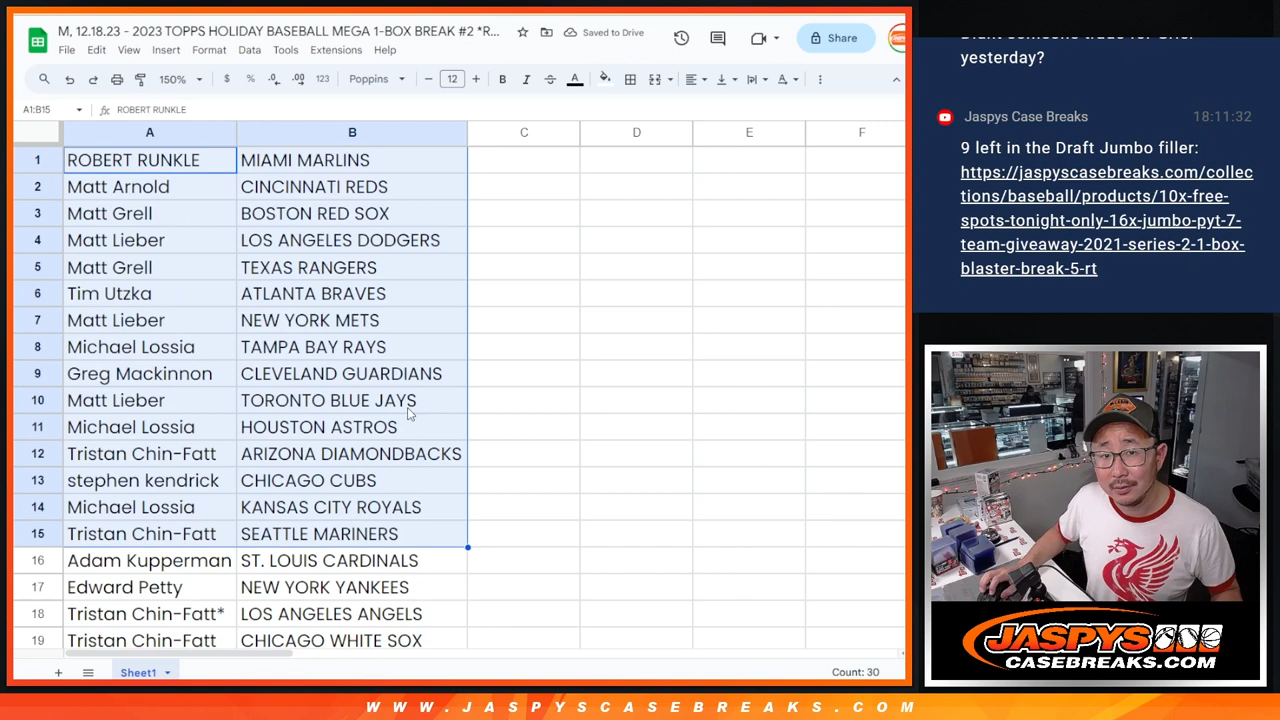 M, 12.18.23 - 2023 TOPPS HOLIDAY BASEBALL MEGA 1-BOX BREAK #2 *R...
Saved to Drive
File Edit View Insert Format Data Tools Extensions Help
Share
150% $ % .0 .00 123 Poppins 12 B I A
A1:B15 fx ROBERT RUNKLE
A B C D E F
1 ROBERT RUNKLE MIAMI MARLINS
2 Matt Arnold CINCINNATI REDS
3 Matt Grell BOSTON RED SOX
4 Matt Lieber LOS ANGELES DODGERS
5 Matt Grell TEXAS RANGERS
6 Tim Utzka ATLANTA BRAVES
7 Matt Lieber NEW YORK METS
8 Michael Lossia TAMPA BAY RAYS
9 Greg Mackinnon CLEVELAND GUARDIANS
10 Matt Lieber TORONTO BLUE JAYS
11 Michael Lossia HOUSTON ASTROS
12 Tristan Chin-Fatt ARIZONA DIAMONDBACKS
13 stephen kendrick CHICAGO CUBS
14 Michael Lossia KANSAS CITY ROYALS
15 Tristan Chin-Fatt SEATTLE MARINERS
16 Adam Kupperman ST. LOUIS CARDINALS
17 Edward Petty NEW YORK YANKEES
18 Tristan Chin-Fatt* LOS ANGELES ANGELS
19 Tristan Chin-Fatt CHICAGO WHITE SOX
Sheet1
Count: 30
yesterday?
Jaspys Case Breaks 18:11:32
9 left in the Draft Jumbo filler:
https://jaspyscasebreaks.com/collec
tions/baseball/products/10x-free-
spots-tonight-only-16x-jumbo-pyt-7-
team-giveaway-2021-series-2-1-box-
blaster-break-5-rt
JASPYS
CASEBREAKS.COM
WWW.JASPYSCASEBREAKS.COM